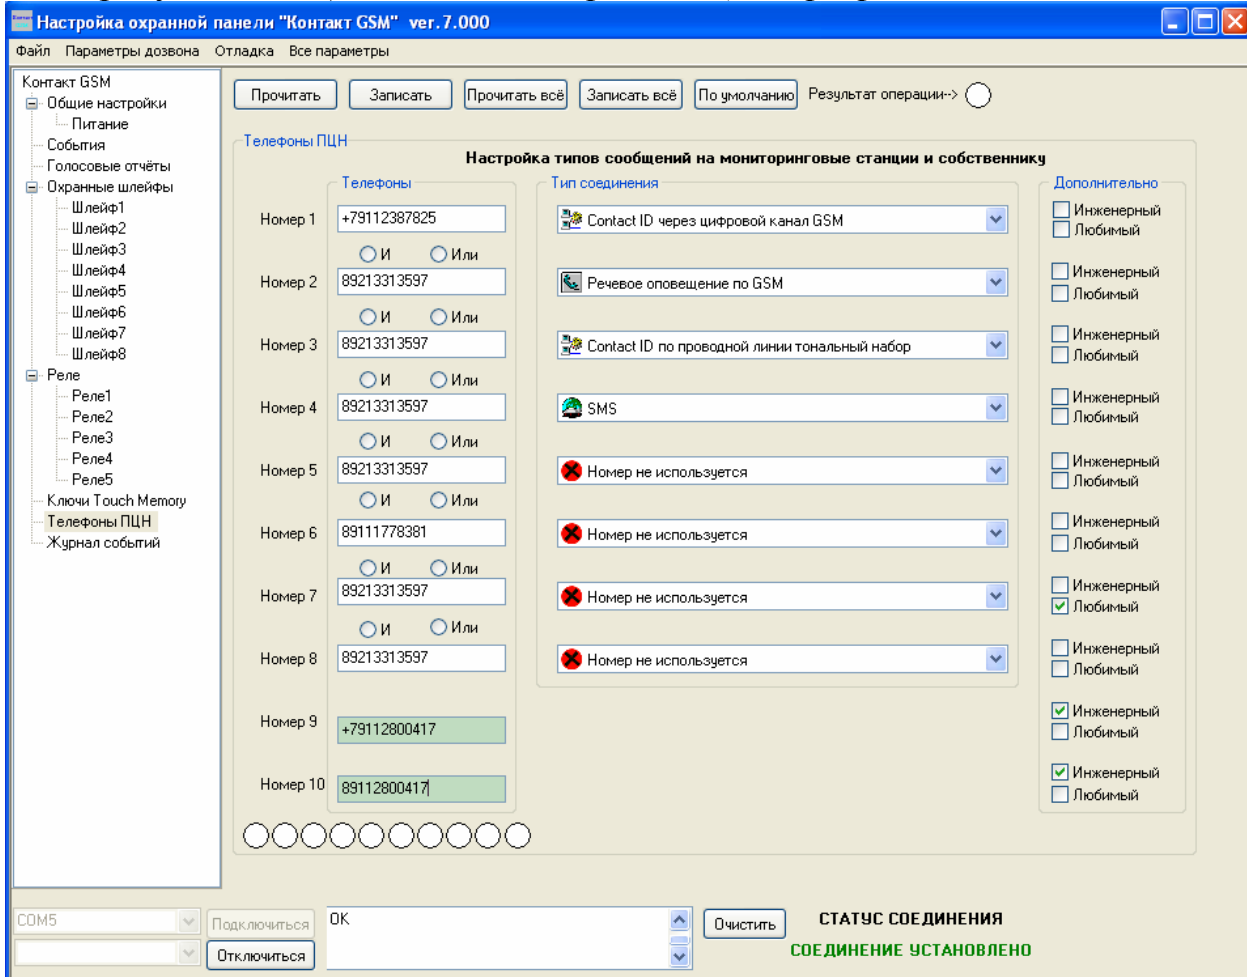 Настройка охранной панели "Контакт GSM" ver.7.000
Файл Параметры дозвона Отладка Все параметры
Контакт GSM
Общие настройки
Питание
События
Голосовые отчёты
Охранные шлейфы
Шлейф1
Шлейф2
Шлейф3
Шлейф4
Шлейф5
Шлейф6
Шлейф7
Шлейф8
Реле
Реле1
Реле2
Реле3
Реле4
Реле5
Ключи Touch Memory
Телефоны ПЦН
Журнал событий
Прочитать Записать Прочитать всё Записать всё По умолчанию Результат операции-->
Телефоны ПЦН
Настройка типов сообщений на мониторинговые станции и собственнику
Телефоны Тип соединения Дополнительно
Номер 1 +79112387825 Contact ID через цифровой канал GSM Инженерный
Любимый
И Или
Номер 2 89213313597 Речевое оповещение по GSM Инженерный
Любимый
И Или
Номер 3 89213313597 Contact ID по проводной линии тональный набор Инженерный
Любимый
И Или
Номер 4 89213313597 SMS Инженерный
Любимый
И Или
Номер 5 89213313597 Номер не используется Инженерный
Любимый
И Или
Номер 6 89111778381 Номер не используется Инженерный
Любимый
И Или
Номер 7 89213313597 Номер не используется Инженерный
Любимый
И Или
Номер 8 89213313597 Номер не используется Инженерный
Любимый
Номер 9 +79112800417 Инженерный
Любимый
Номер 10 89112800417 Инженерный
Любимый
COM5 Подключиться OK Очистить СТАТУС СОЕДИНЕНИЯ
Отключиться СОЕДИНЕНИЕ УСТАНОВЛЕНО